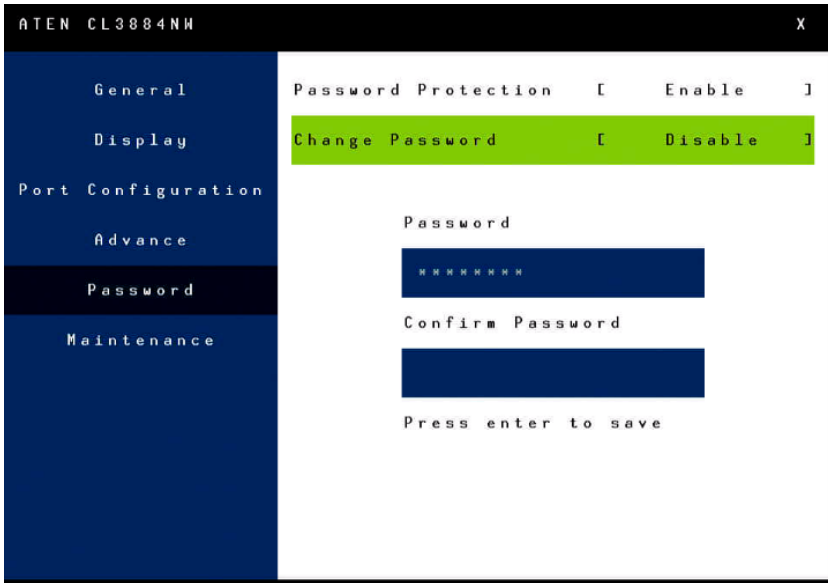 ATEN CL3884NW X
General
Display
Port Configuration
Advance
Password
Maintenance
Password Protection [ Enable ]
Change Password [ Disable ]
Password
********
Confirm Password
Press enter to save